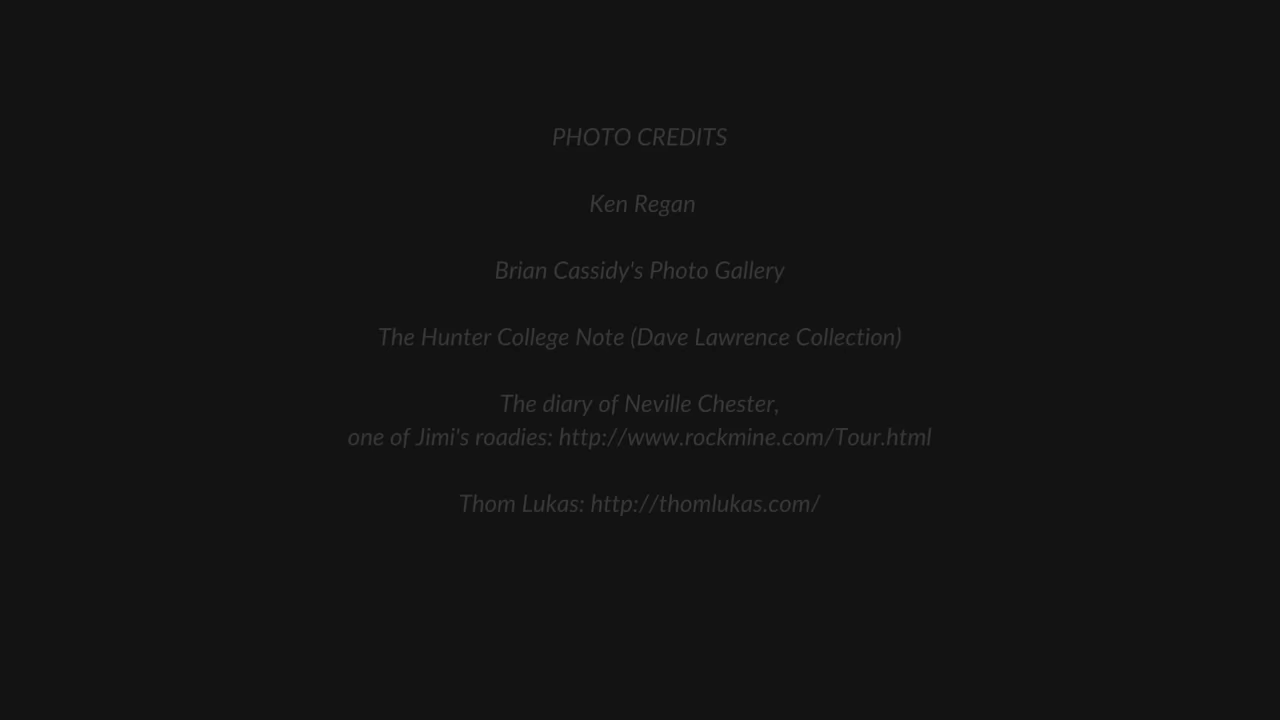 PHOTO CREDITS
Ken Regan
Brian Cassidy's Photo Gallery
The Hunter College Note (Dave Lawrence Collection)
The diary of Neville Chester,
one of Jimi's roadies: http://www.rockmine.com/Tour.html
Thom Lukas: http://thomlukas.com/